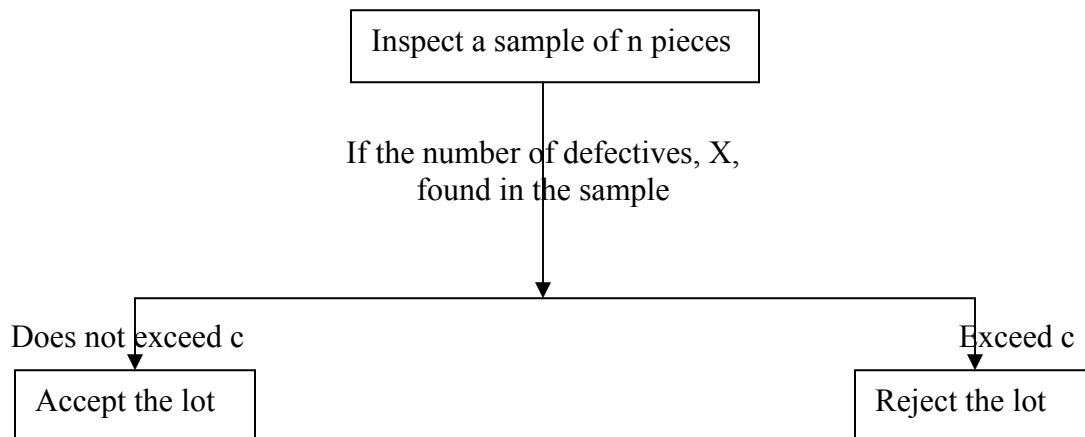 Inspect a sample of n pieces
If the number of defectives, X,
found in the sample
Does not exceed c
Exceed c
Accept the lot
Reject the lot